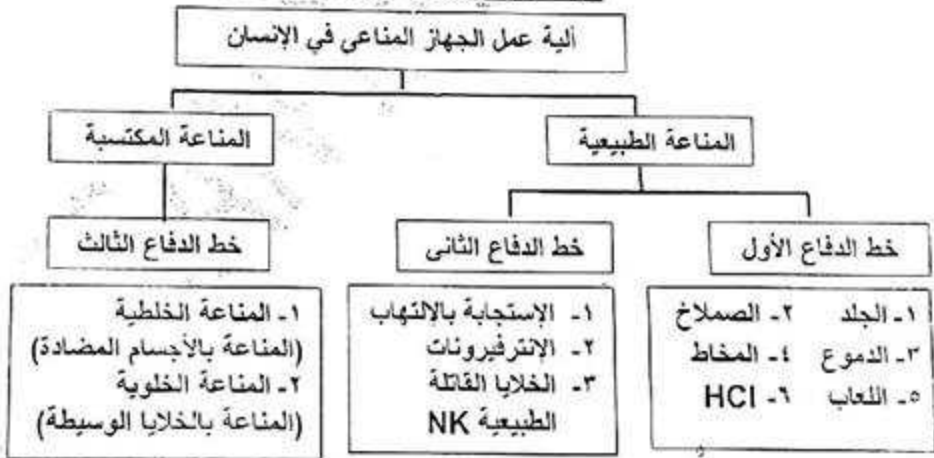 ألية عمل الجهاز المناعى في الإنسان
المناعة الطبيعية
المناعة المكتسبة
خط الدفاع الأول
خط الدفاع الثانى
خط الدفاع الثالث
١- الجلد ٢- الصملاخ
٣- الدموع ٤- المخاط
٥- اللعاب ٦- HCl
١- الإستجابة بالإلتهاب
٢- الإنترفيرونات
٣- الخلايا القاتلة
الطبيعية NK
١- المناعة الخلطية
(المناعة بالأجسام المضادة)
٢- المناعة الخلوية
(المناعة بالخلايا الوسيطة)